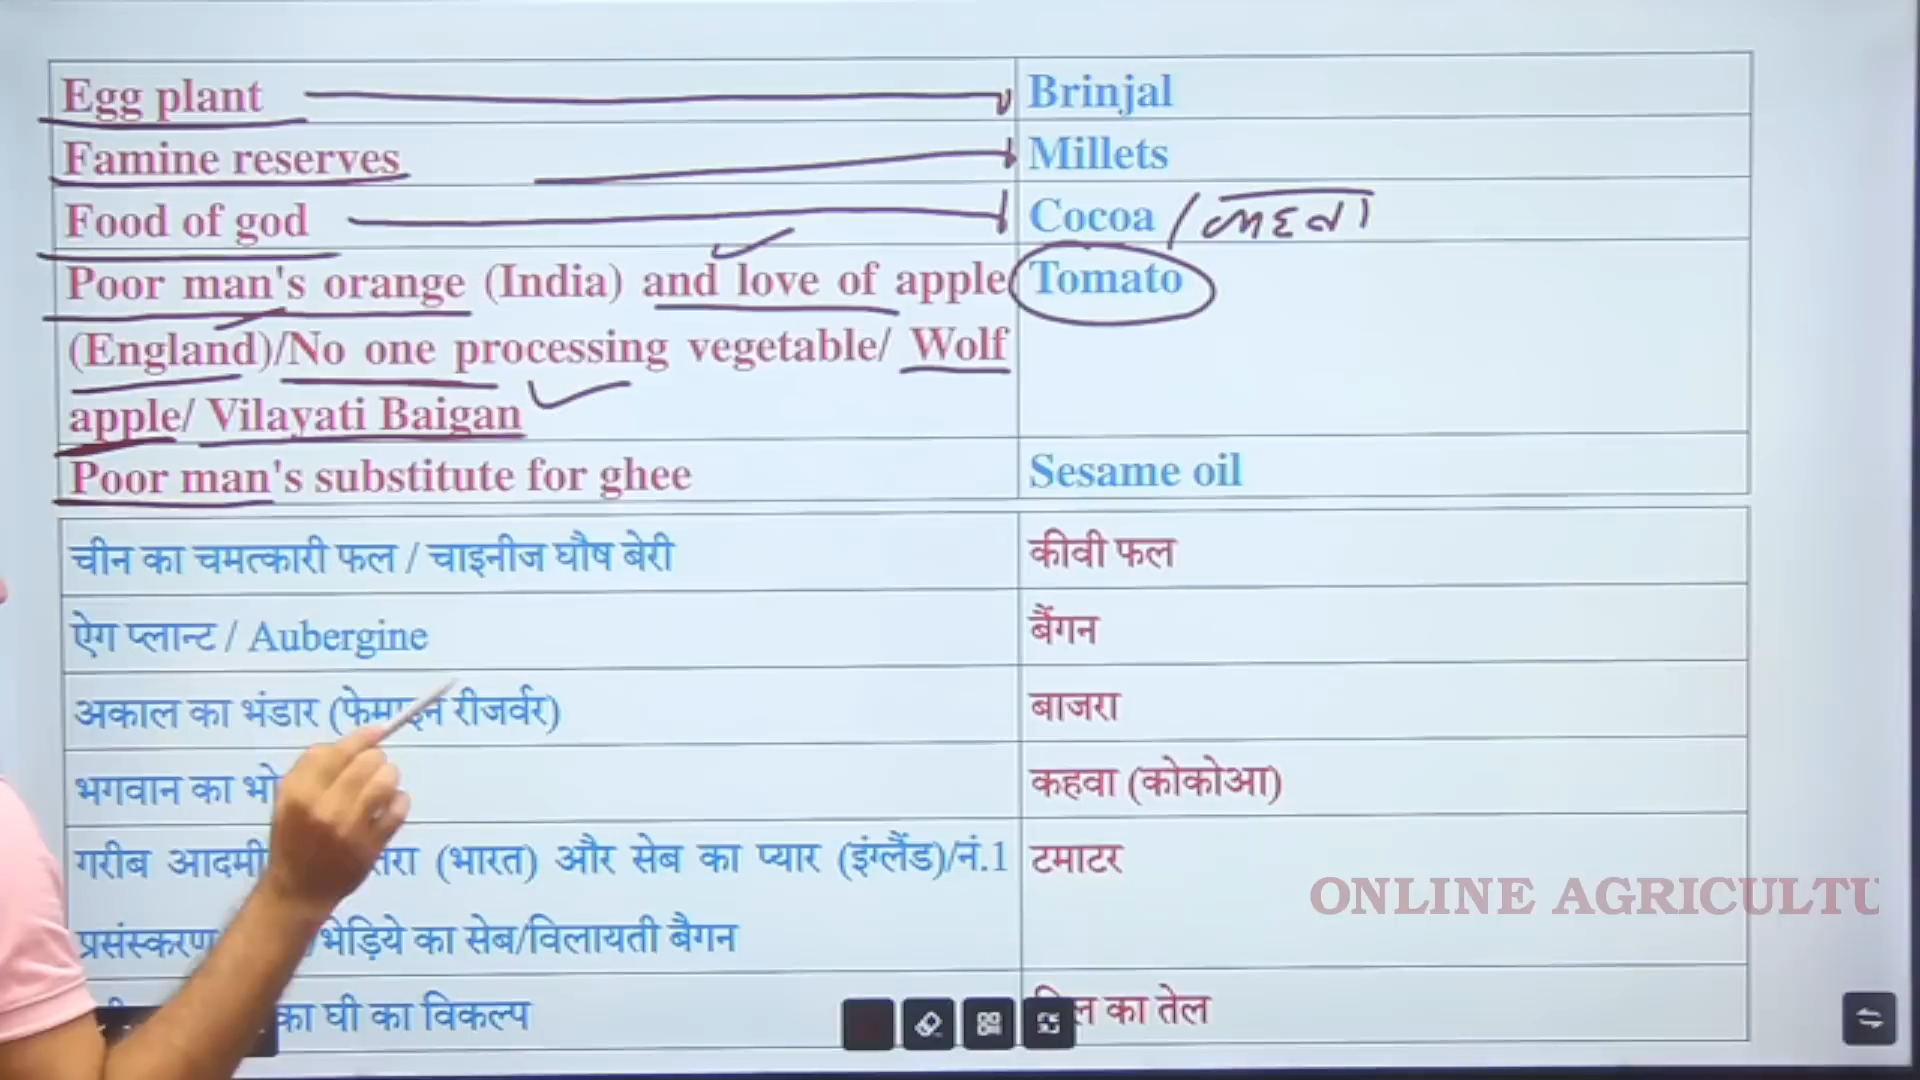 Egg plant
Brinjal
Famine reserves
Millets
Food of god
Cocoa / कहवा
Poor man's orange (India) and love of apple
Tomato
(England)/No one processing vegetable/ Wolf
apple/ Vilayati Baigan
Poor man's substitute for ghee
Sesame oil
चीन का चमत्कारी फल / चाइनीज घौष बेरी
कीवी फल
ऐग प्लान्ट / Aubergine
बैंगन
अकाल का भंडार (फेमाइन रीजर्वर)
बाजरा
भगवान का
कहवा (कोकोआ)
गरीब आदमी (भारत) और सेब का प्यार (इंग्लैंड)/नं.1
टमाटर
प्रसंस्करण /भेड़िये का सेब/विलायती बैगन
का घी का विकल्प
का तेल
ONLINE AGRICULTU